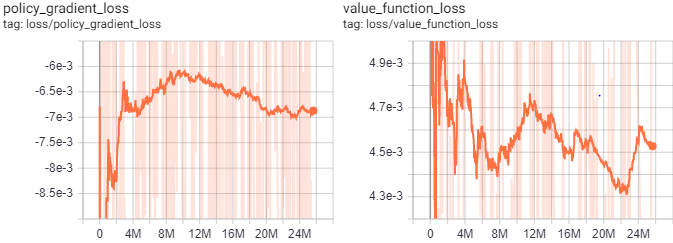 policy_gradient_loss
tag: loss/policy_gradient_loss
-6e-3
-6.5e-3
-7e-3
-7.5e-3
-8e-3
-8.5e-3
0 4M 8M 12M 16M 20M 24M
value_function_loss
tag: loss/value_function_loss
4.9e-3
4.7e-3
4.5e-3
4.3e-3
0 4M 8M 12M 16M 20M 24M